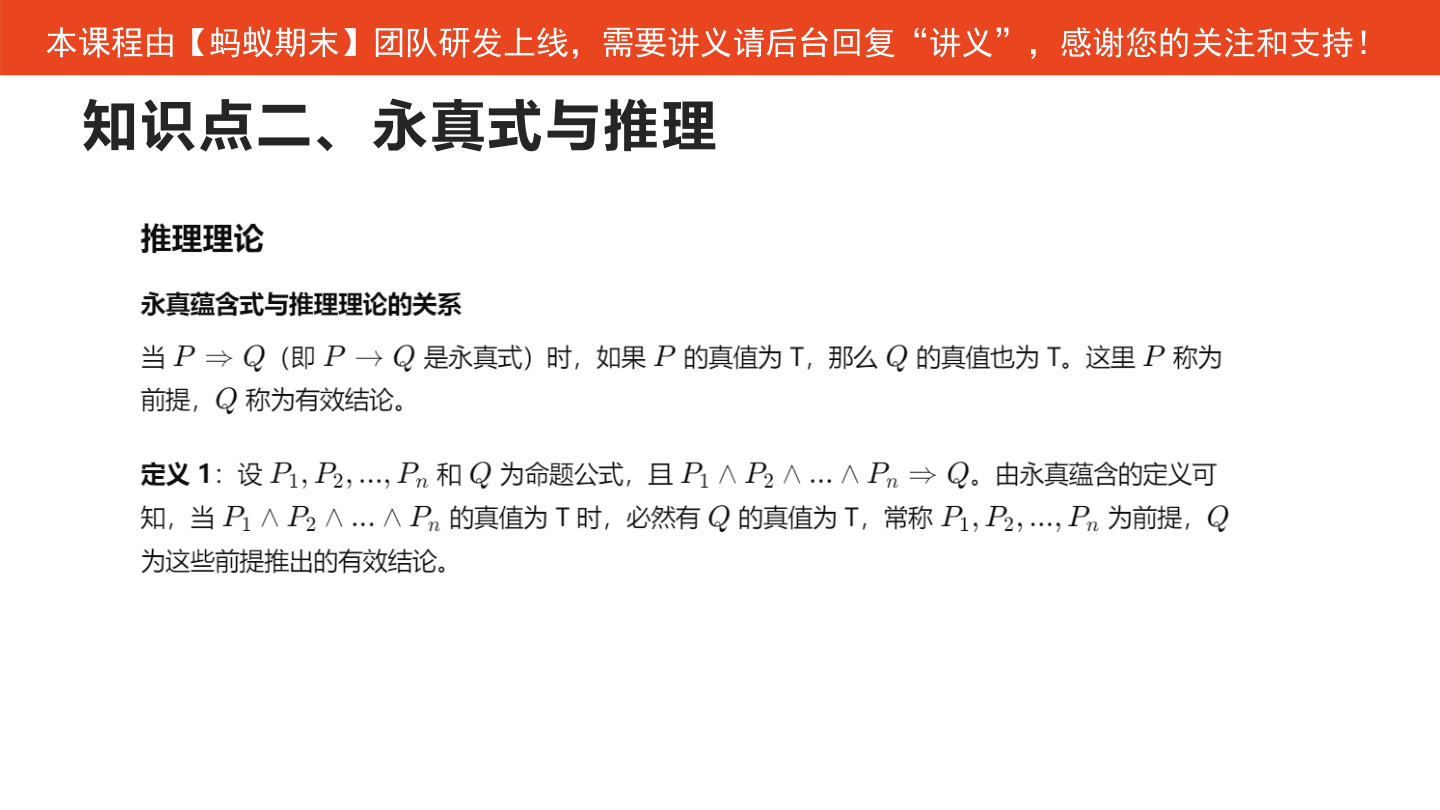 本课程由【蚂蚁期末】团队研发上线，需要讲义请后台回复“讲义”，感谢您的关注和支持！
知识点二、永真式与推理
推理理论
永真蕴含式与推理理论的关系
当 P ⇒ Q（即 P → Q 是永真式）时，如果 P 的真值为 T，那么 Q 的真值也为 T。这里 P 称为
前提，Q 称为有效结论。
定义 1：设 P₁, P₂, ..., Pₙ 和 Q 为命题公式，且 P₁ ∧ P₂ ∧ ... ∧ Pₙ ⇒ Q。由永真蕴含的定义可
知，当 P₁ ∧ P₂ ∧ ... ∧ Pₙ 的真值为 T 时，必然有 Q 的真值为 T，常称 P₁, P₂, ..., Pₙ 为前提，Q
为这些前提推出的有效结论。